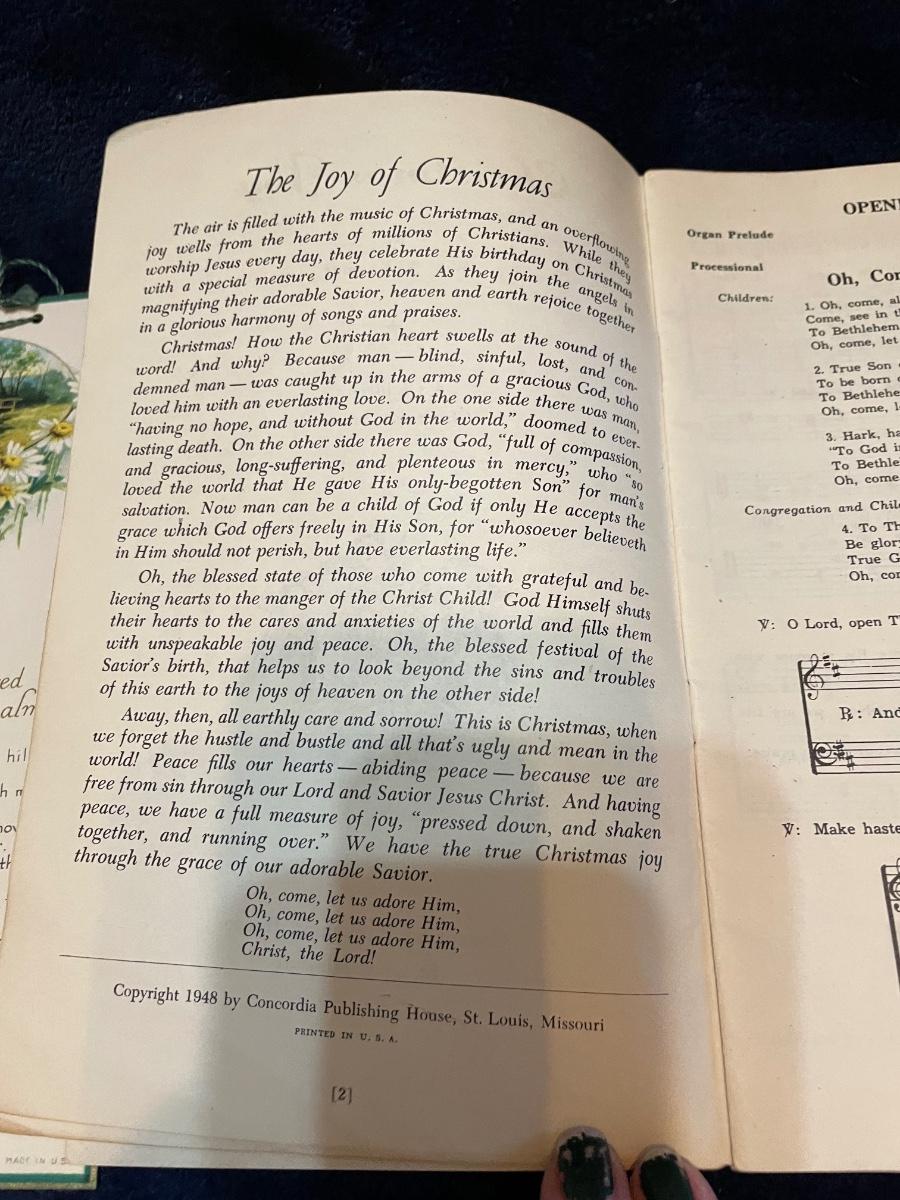 The Joy of Christmas
The air is filled with the music of Christmas, and an overflowing
joy wells from the hearts of millions of Christians. While they
worship Jesus every day, they celebrate His birthday on Christmas
with a special measure of devotion. As they join the angels in
magnifying their adorable Savior, heaven and earth rejoice together
in a glorious harmony of songs and praises.
Christmas! How the Christian heart swells at the sound of the
word! And why? Because man — blind, sinful, lost, and con-
demned man — was caught up in the arms of a gracious God, who
loved him with an everlasting love. On the one side there was man,
“having no hope, and without God in the world,” doomed to ever-
lasting death. On the other side there was God, “full of compassion,
and gracious, long-suffering, and plenteous in mercy,” who “so
loved the world that He gave His only-begotten Son” for man’s
salvation. Now man can be a child of God if only He accepts the
grace which God offers freely in His Son, for “whosoever believeth
in Him should not perish, but have everlasting life.”
Oh, the blessed state of those who come with grateful and be-
lieving hearts to the manger of the Christ Child! God Himself shuts
their hearts to the cares and anxieties of the world and fills them
with unspeakable joy and peace. Oh, the blessed festival of the
Savior’s birth, that helps us to look beyond the sins and troubles
of this earth to the joys of heaven on the other side!
Away, then, all earthly care and sorrow! This is Christmas, when
we forget the hustle and bustle and all that’s ugly and mean in the
world! Peace fills our hearts — abiding peace — because we are
free from sin through our Lord and Savior Jesus Christ. And having
peace, we have a full measure of joy, “pressed down, and shaken
together, and running over.” We have the true Christmas joy
through the grace of our adorable Savior.
Oh, come, let us adore Him,
Oh, come, let us adore Him,
Oh, come, let us adore Him,
Christ, the Lord!
Copyright 1948 by Concordia Publishing House, St. Louis, Missouri
PRINTED IN U. S. A.
[2]
OPEN
Organ Prelude
Processional
Oh, Co
Children:
1. Oh, come, al
Come, see in t
To Bethlehem
Oh, come, let
2. True Son
To be born
To Bethlehe
Oh, come, l
3. Hark, ha
"To God i
To Bethle
Oh, come
Congregation and Chil
4. To Th
Be glor
True G
Oh, co
℣: O Lord, open T
℟: And
℣: Make haste
MADE IN U S